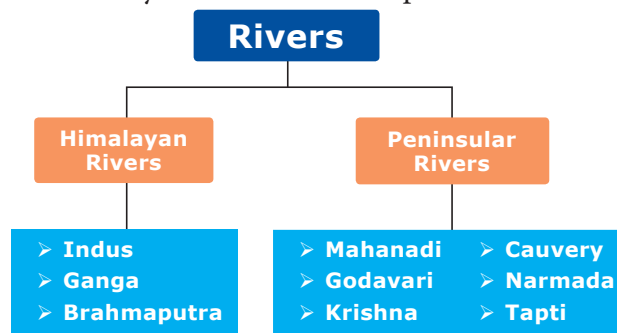 Rivers
Himalayan
Rivers
Peninsular
Rivers
➢ Indus
➢ Ganga
➢ Brahmaputra
➢ Mahanadi
➢ Godavari
➢ Krishna
➢ Cauvery
➢ Narmada
➢ Tapti